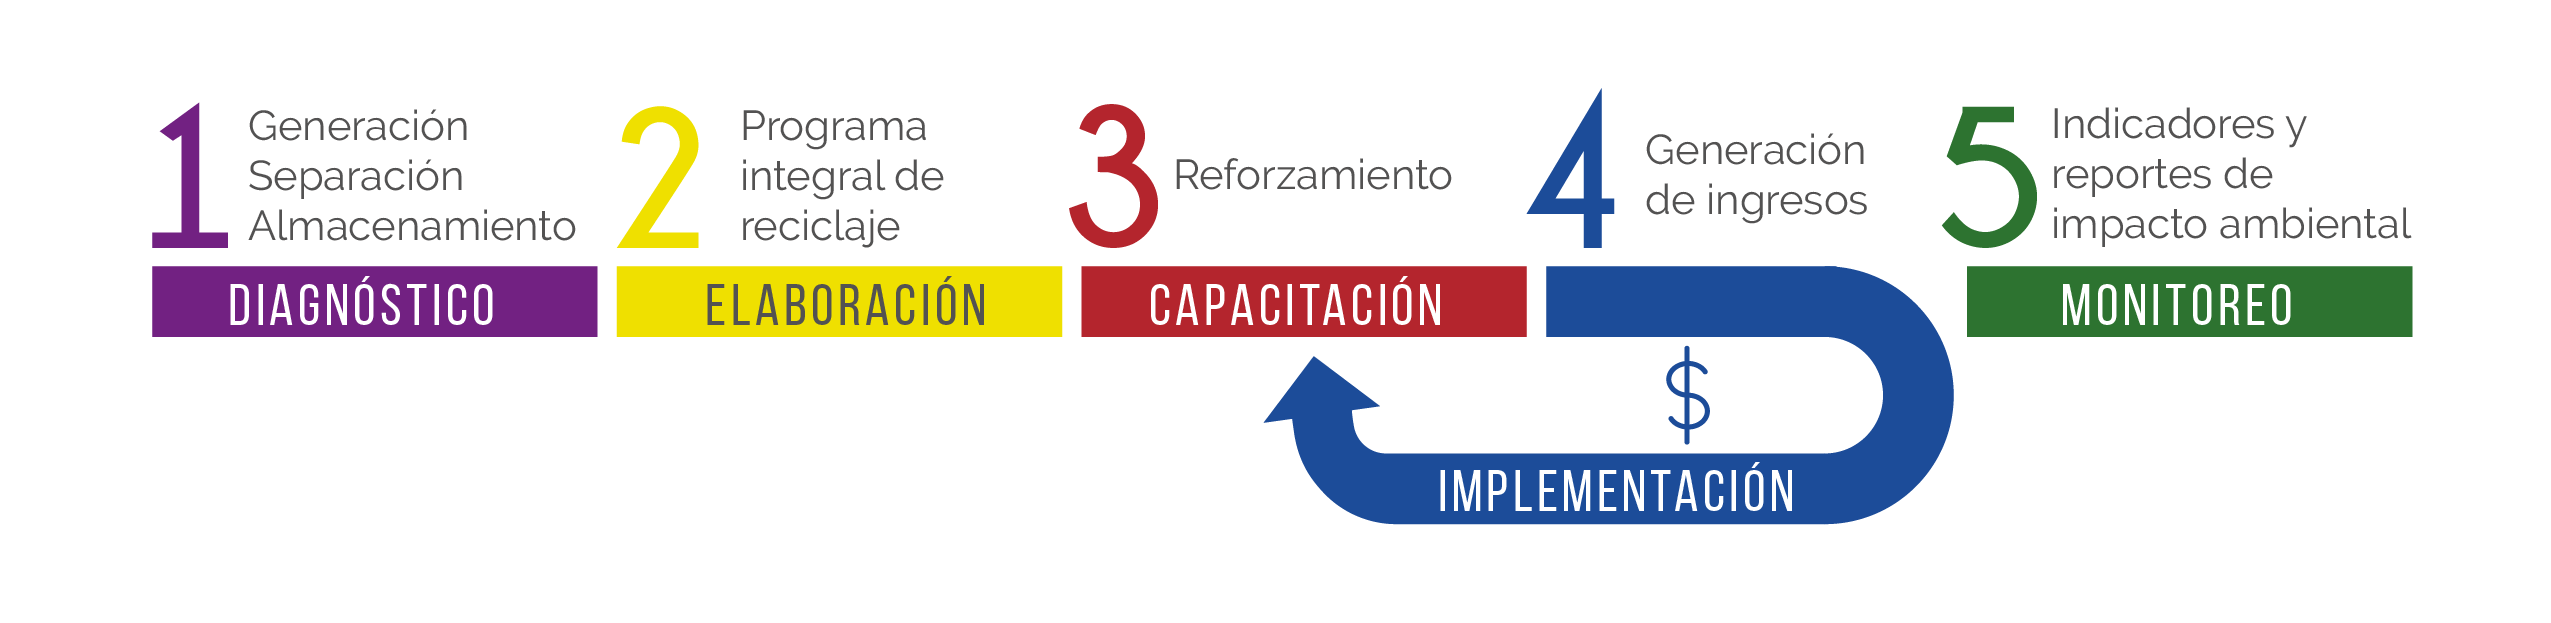 1
Generación
Separación
Almacenamiento
DIAGNÓSTICO
2
Programa
integral de
reciclaje
ELABORACIÓN
3
Reforzamiento
CAPACITACIÓN
4
Generación
de ingresos
$
IMPLEMENTACIÓN
5
Indicadores y
reportes de
impacto ambiental
MONITOREO